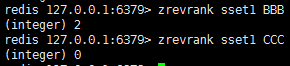 redis 127.0.0.1:6379> zrevrank sset1 BBB
(integer) 2
redis 127.0.0.1:6379> zrevrank sset1 CCC
(integer) 0